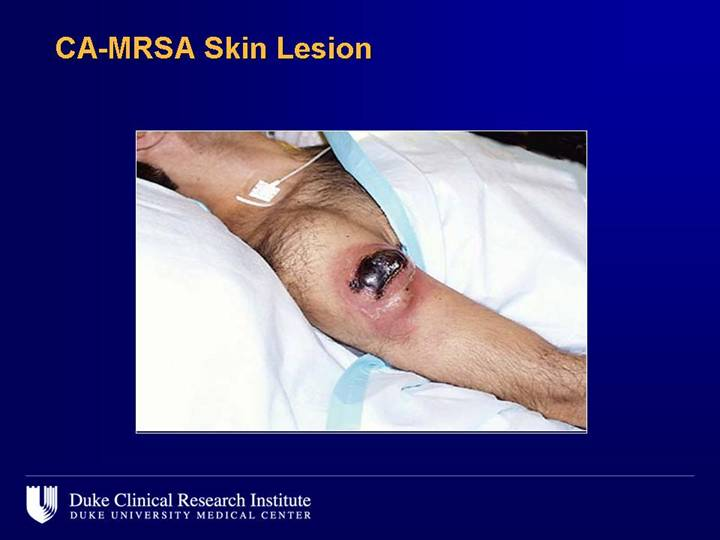 CA-MRSA Skin Lesion
Duke Clinical Research Institute
DUKE UNIVERSITY MEDICAL CENTER